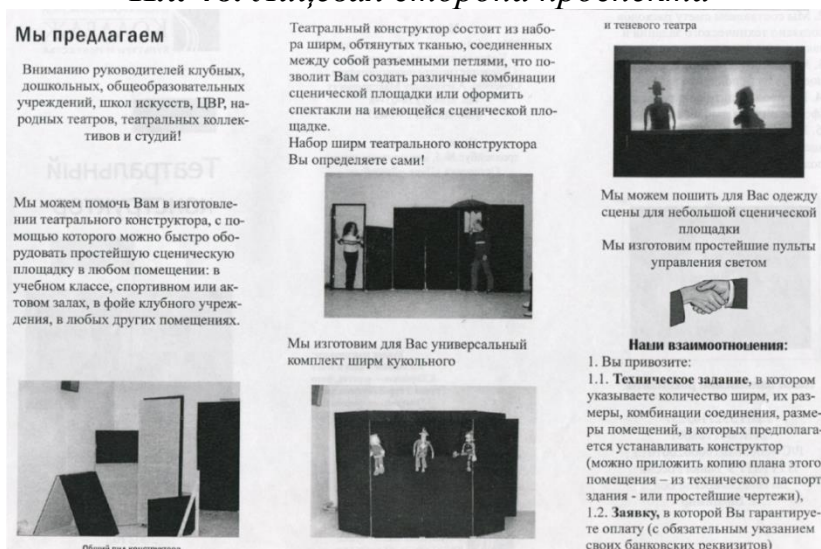 Мы предлагаем
Вниманию руководителей клубных,
дошкольных, общеобразовательных
учреждений, школ искусств, ЦВР, на-
родных театров, театральных коллек-
тивов и студий!
Мы можем помочь Вам в изготовле-
нии театрального конструктора, с по-
мощью которого можно быстро обо-
рудовать простейшую сценическую
площадку в любом помещении: в
учебном классе, спортивном или ак-
товом залах, в фойе клубного учреж-
дения, в любых других помещениях.
Театральный конструктор состоит из набо-
ра ширм, обтянутых тканью, соединенных
между собой разъемными петлями, что по-
зволит Вам создать различные комбинации
сценической площадки или оформить
спектакли на имеющейся сценической пло-
щадке.
Набор ширм театрального конструктора
Вы определяете сами!
Мы изготовим для Вас универсальный
комплект ширм кукольного
и теневого театра
Мы можем пошить для Вас одежду
сцены для небольшой сценической
площадки
Мы изготовим простейшие пульты
управления светом
Наши взаимоотношения:
1. Вы привозите:
1.1. Техническое задание, в котором
указываете количество ширм, их раз-
меры, комбинации соединения, разме-
ры помещений, в которых предполага-
ется устанавливать конструктор
(можно приложить копию плана этого
помещения – из технического паспорт
здания - или простейшие чертежи),
1.2. Заявку, в которой Вы гарантируе-
те оплату (с обязательным указанием
своих банковских реквизитов)